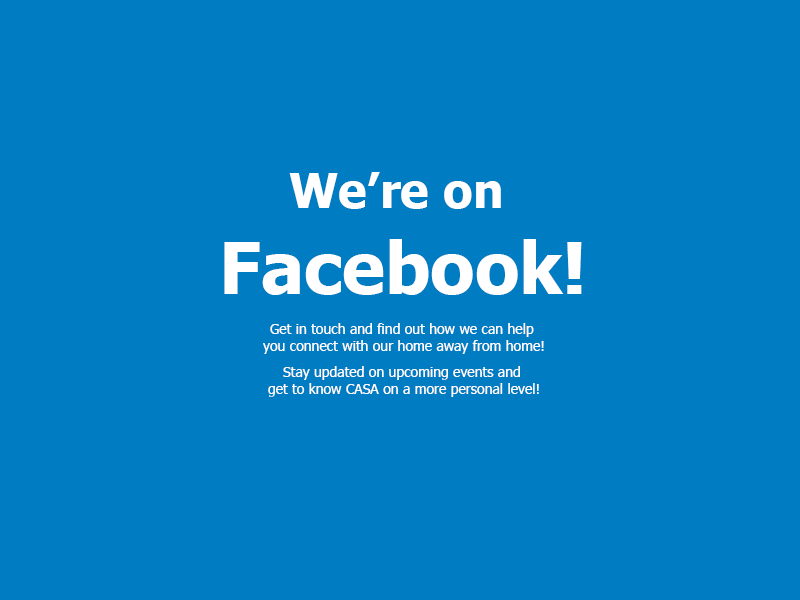 We’re on
Facebook!
Get in touch and find out how we can help
you connect with our home away from home!
Stay updated on upcoming events and
get to know CASA on a more personal level!